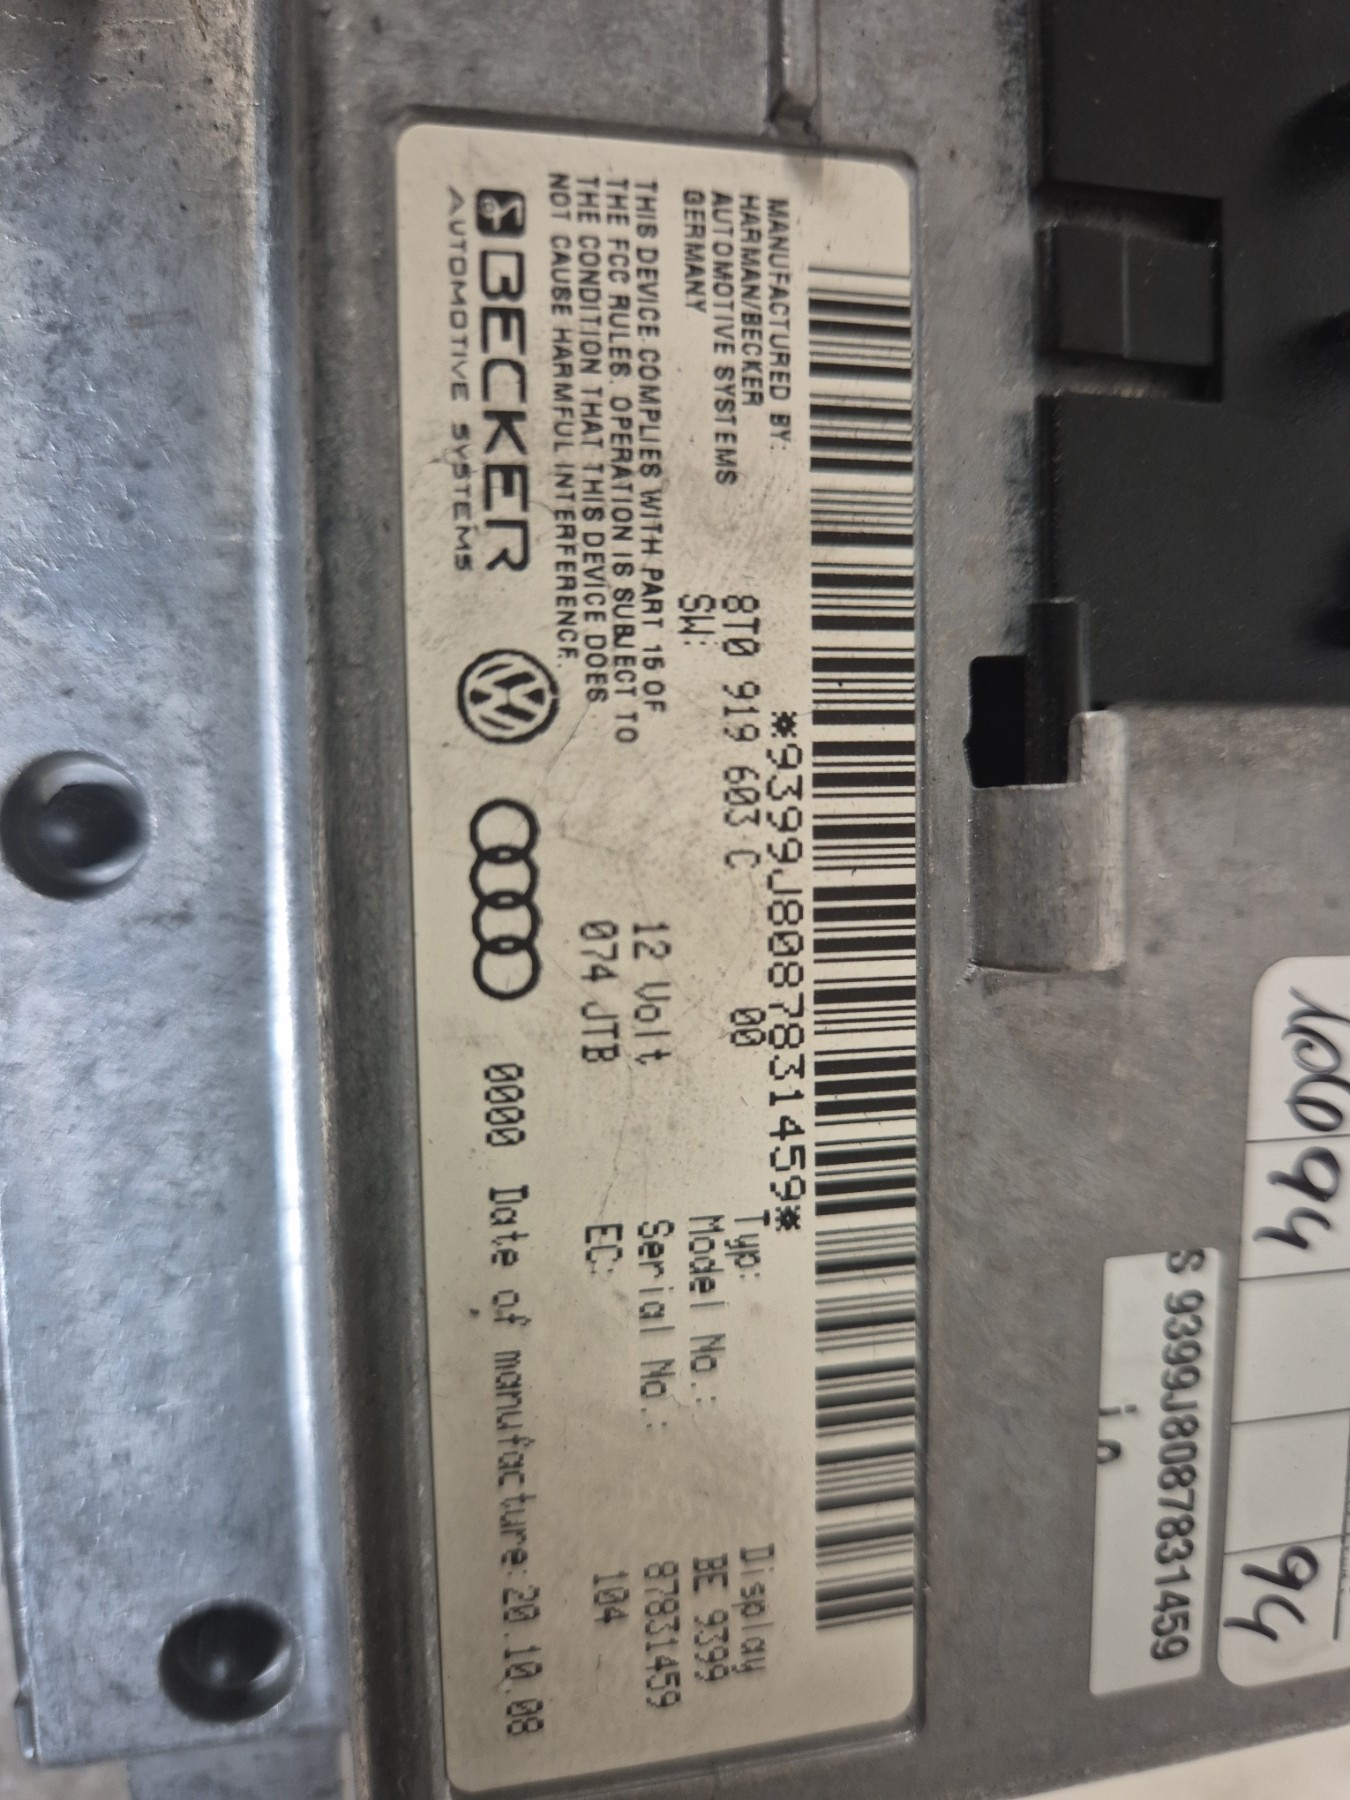 *9399J8087831459*
MANUFACTURED BY:
HARMAN/BECKER
AUTOMOTIVE SYSTEMS
GERMANY
8T0 919 603 C 00
SW:
Typ: Display
Model No.: BE 9399
Serial No.: 87831459
EC: 104
THIS DEVICE COMPLIES WITH PART 15 OF
THE FCC RULES. OPERATION IS SUBJECT TO
THE CONDITION THAT THIS DEVICE DOES
NOT CAUSE HARMFUL INTERFERENCE.
12 Volt
074 JTB
BECKER
AUTOMOTIVE SYSTEMS
0000 Date of manufacture: 20.10.08
S 9399J8087831459
94